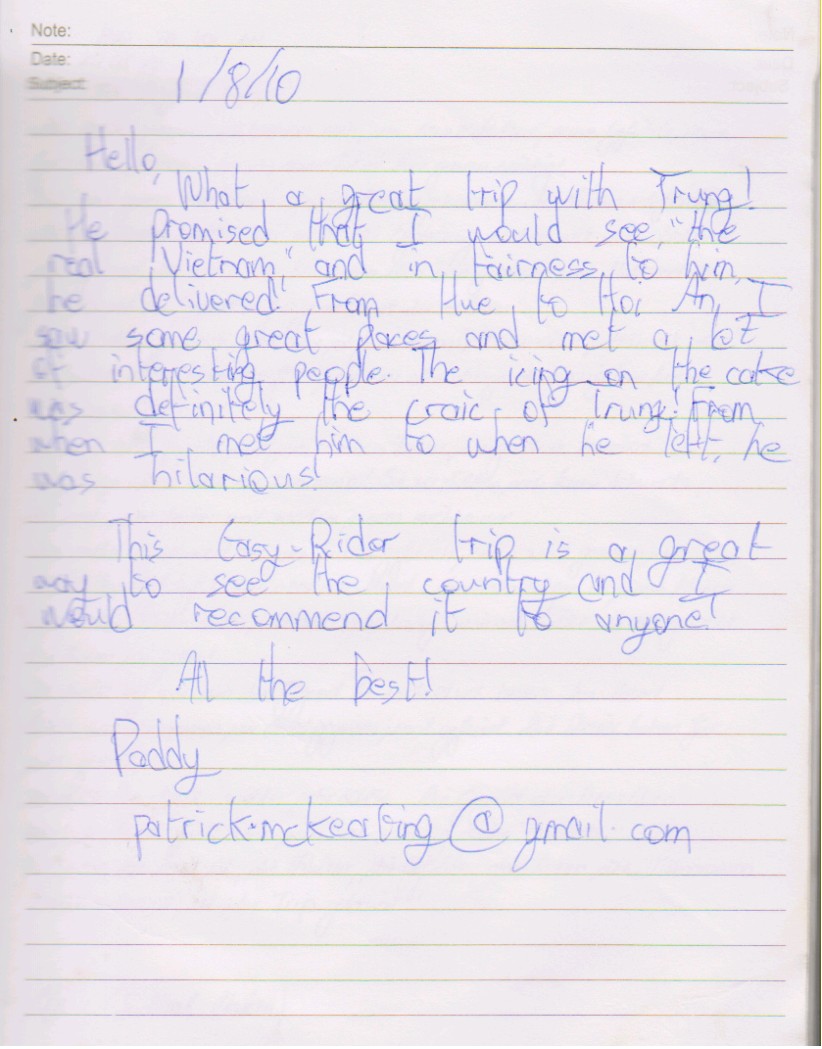 Note:
Date:
Subject:
1/8/10
Hello,
What a great trip with Trung!
He promised that I would see "the
real Vietnam," and in fairness to him,
he delivered! From Hue to Hoi An, I
saw some great places and met a lot
of interesting people. The icing on the cake
was definitely the craic of Trung! From
when I met him to when he left, he
was hilarious!
This Easy-Rider trip is a great
way to see the country and I
would recommend it to anyone!
All the best!
Paddy
patrick.mckeating@gmail.com